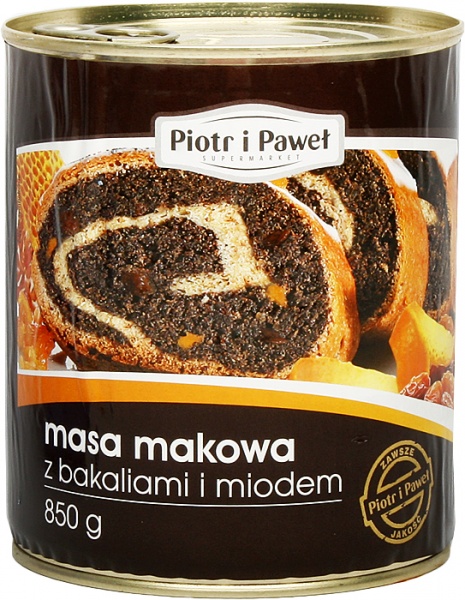 Piotr i Paweł
SUPERMARKET
masa makowa
z bakaliami i miodem
850 g
ZAWSZE
Piotr i Paweł
JAKOŚĆ